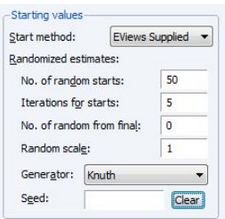 Starting values
Start method: EViews Supplied
Randomized estimates:
No. of random starts: 50
Iterations for starts: 5
No. of random from final: 0
Random scale: 1
Generator: Knuth
Seed: Clear